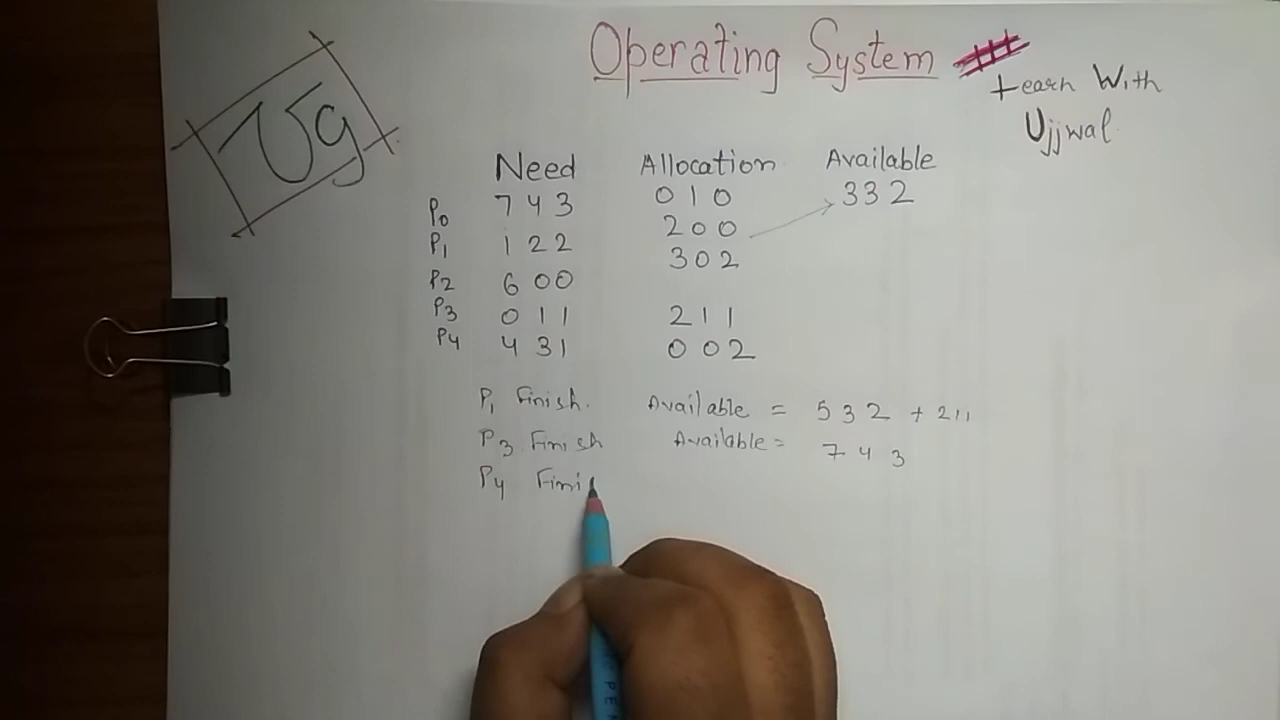 Operating System
Learn With
Ujjwal
Ug
Need Allocation Available
P0 7 4 3 0 1 0 3 3 2
P1 1 2 2 2 0 0
P2 6 0 0 3 0 2
P3 0 1 1 2 1 1
P4 4 3 1 0 0 2
P1 Finish. Available = 5 3 2 + 2 1 1
P3 Finish Available = 7 4 3
P4 Fini